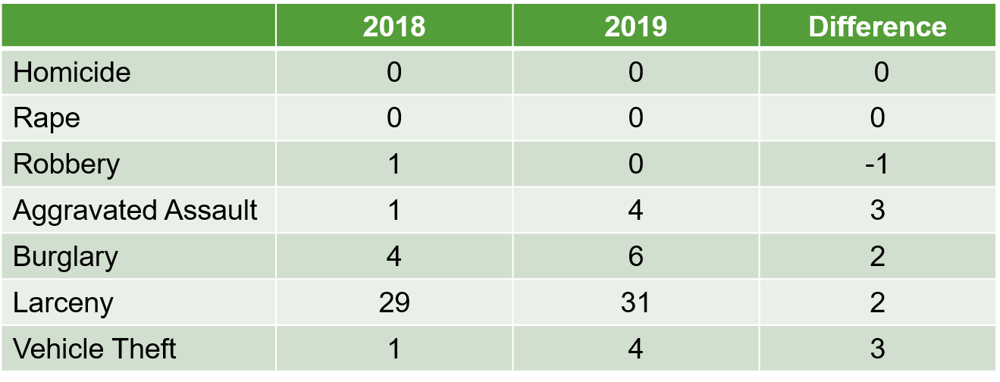 2018 2019 Difference
Homicide 0 0 0
Rape 0 0 0
Robbery 1 0 -1
Aggravated Assault 1 4 3
Burglary 4 6 2
Larceny 29 31 2
Vehicle Theft 1 4 3